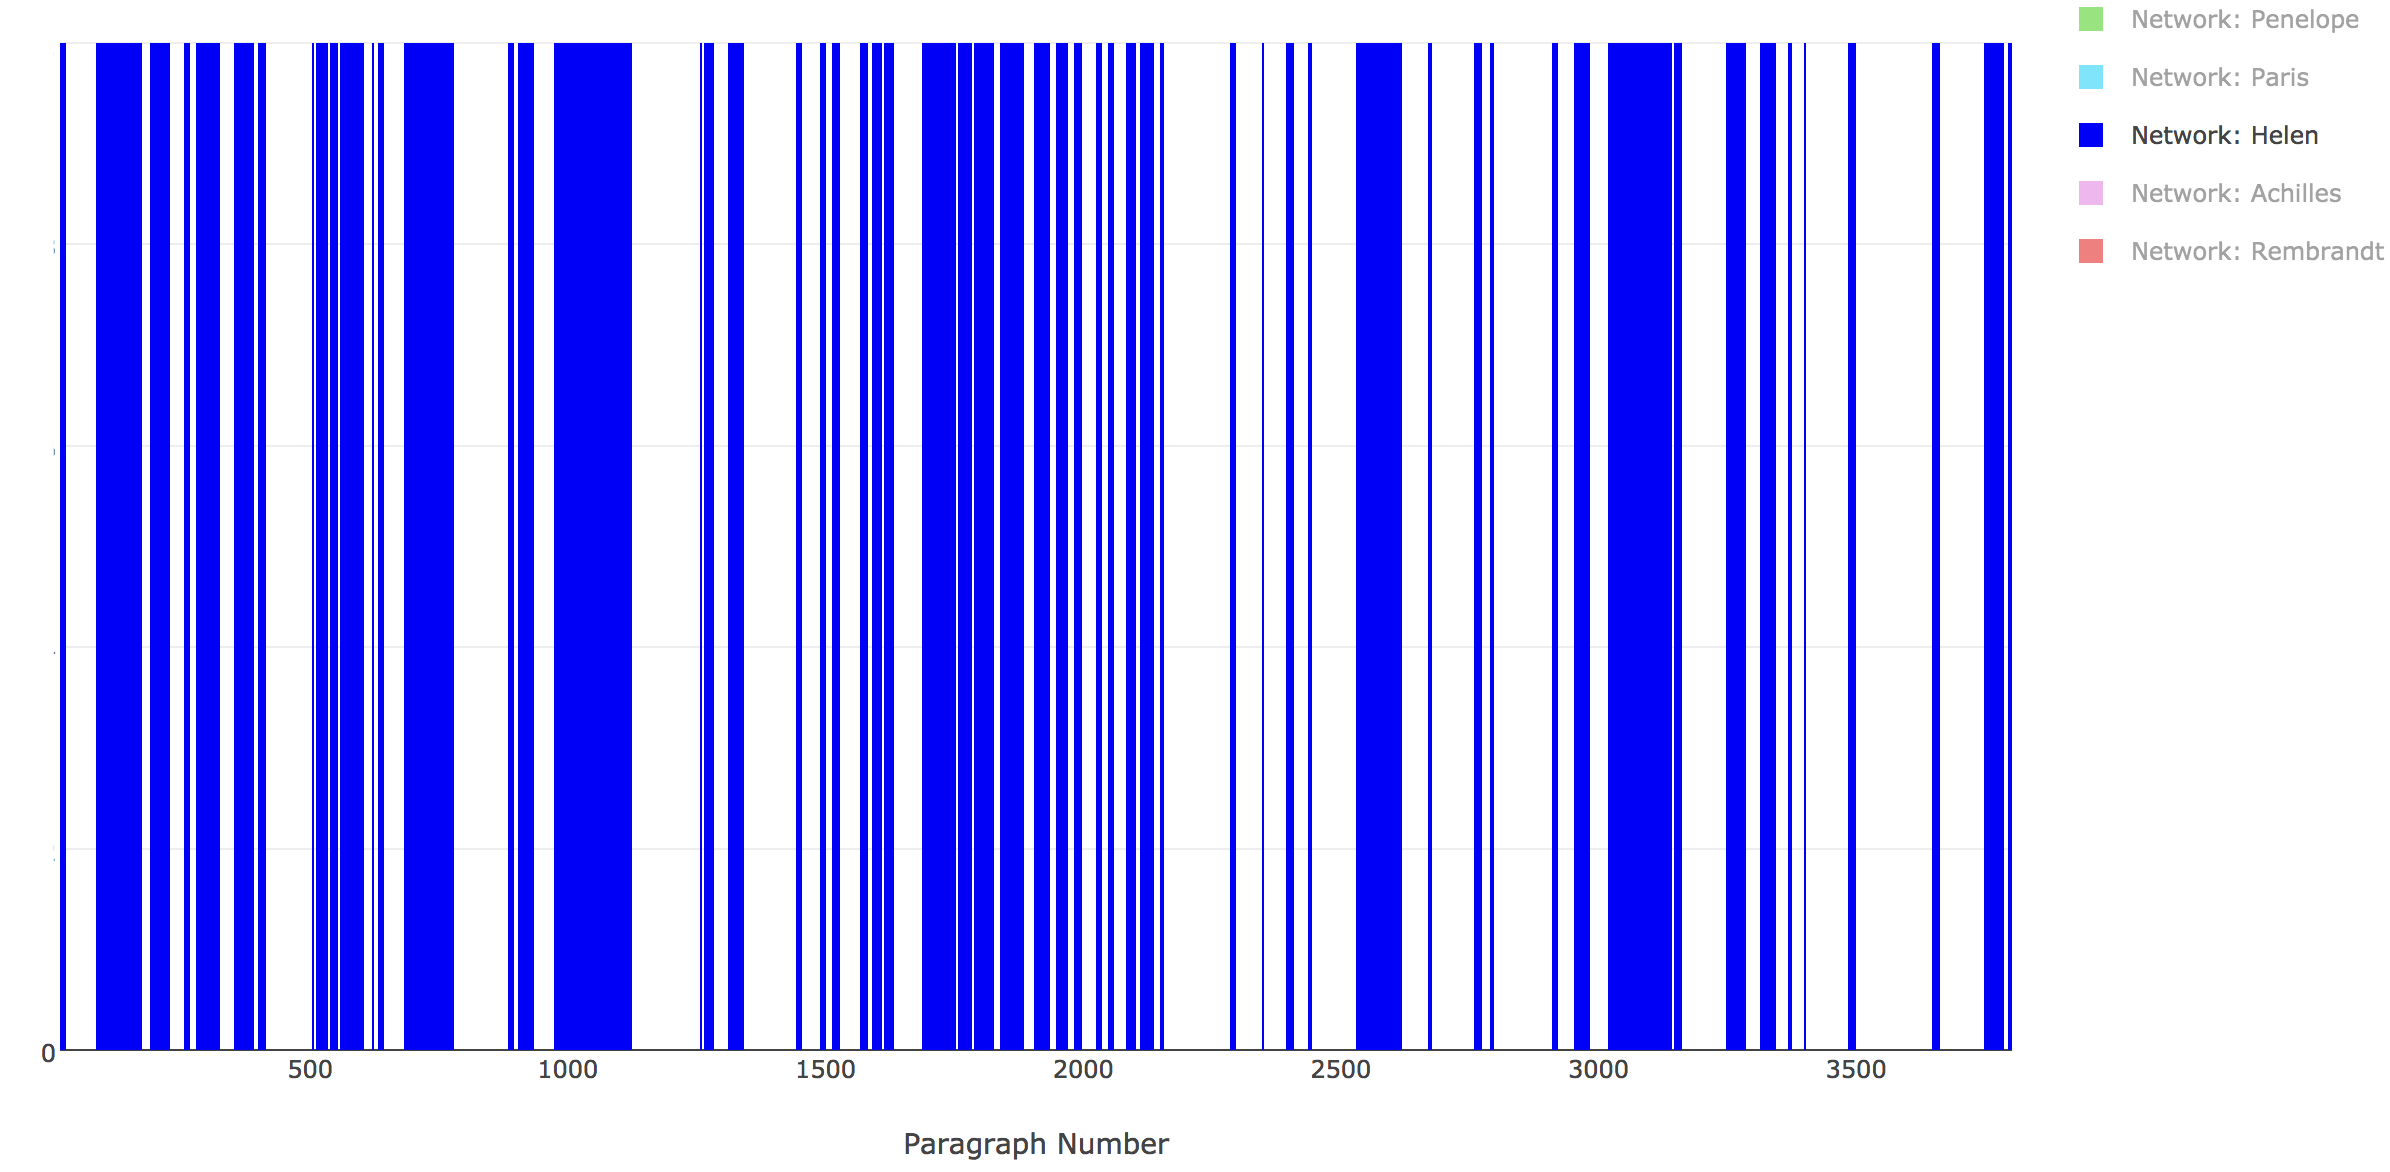 Network: Penelope
Network: Paris
Network: Helen
Network: Achilles
Network: Rembrandt
0
500 1000 1500 2000 2500 3000 3500
Paragraph Number